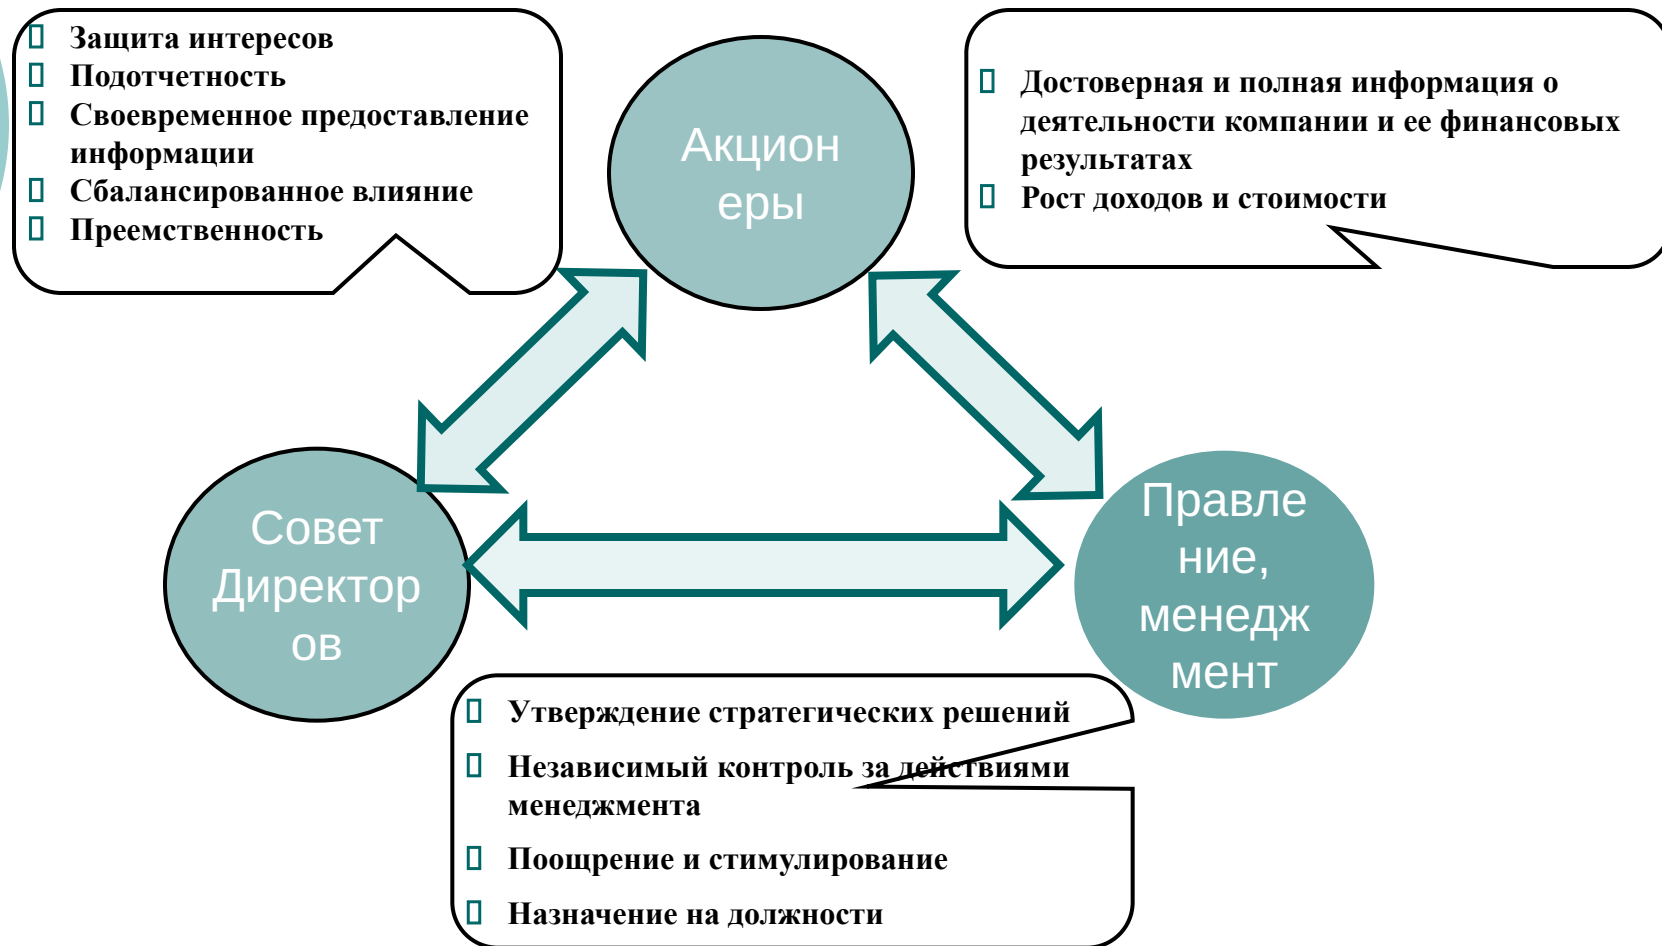 Защита интересов
Подотчетность
Своевременное предоставление
информации
Сбалансированное влияние
Преемственность
Акцион
еры
Достоверная и полная информация о
деятельности компании и ее финансовых
результатах
Рост доходов и стоимости
Совет
Директор
ов
Правле
ние,
менедж
мент
Утверждение стратегических решений
Независимый контроль за действиями
менеджмента
Поощрение и стимулирование
Назначение на должности